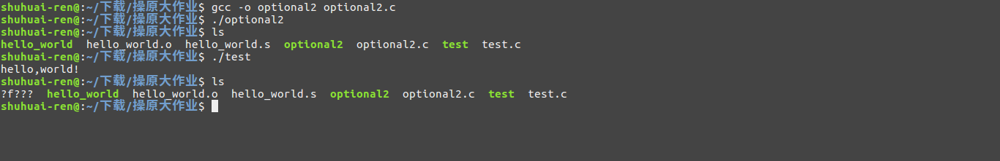 shuhuai-ren@:~/下载/操原大作业$ gcc -o optional2 optional2.c
shuhuai-ren@:~/下载/操原大作业$ ./optional2
shuhuai-ren@:~/下载/操原大作业$ ls
hello_world  hello_world.o  hello_world.s  optional2  optional2.c  test  test.c
shuhuai-ren@:~/下载/操原大作业$ ./test
hello,world!
shuhuai-ren@:~/下载/操原大作业$ ls
?f???  hello_world  hello_world.o  hello_world.s  optional2  optional2.c  test  test.c
shuhuai-ren@:~/下载/操原大作业$